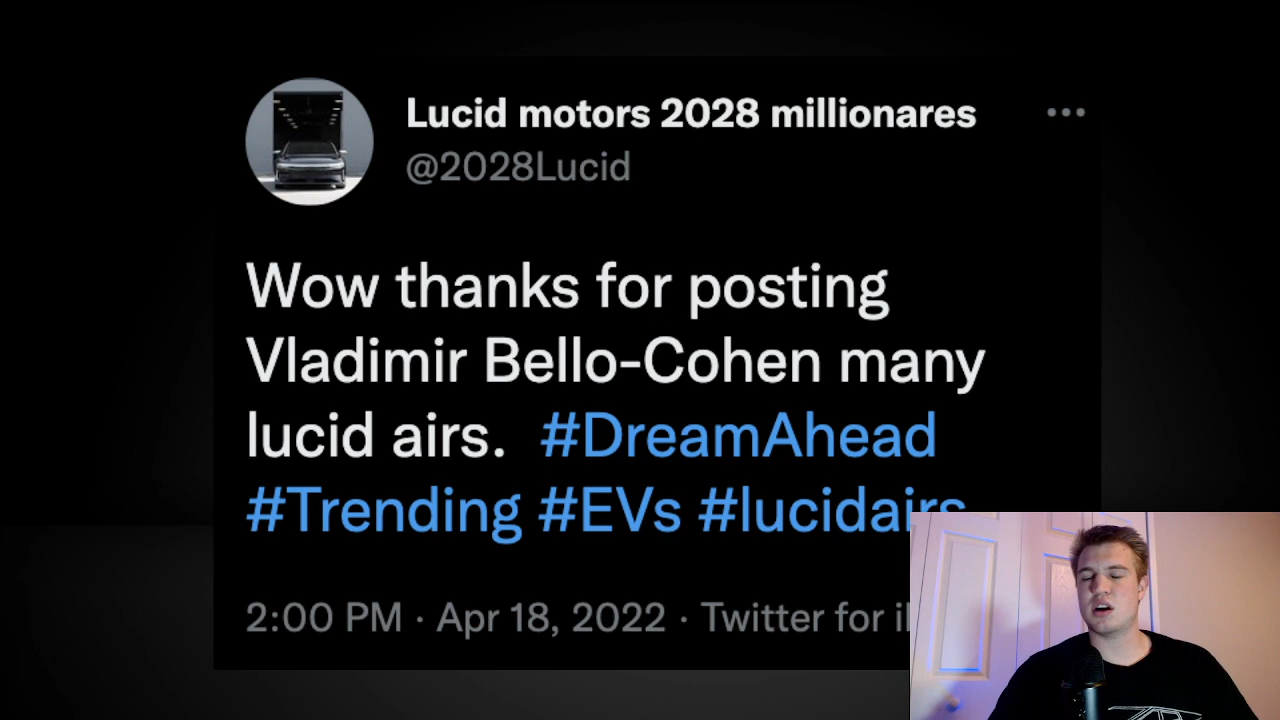 Lucid motors 2028 millionares
@2028Lucid
Wow thanks for posting
Vladimir Bello-Cohen many
lucid airs.  #DreamAhead
#Trending #EVs #lucidairs
2:00 PM · Apr 18, 2022 · Twitter for